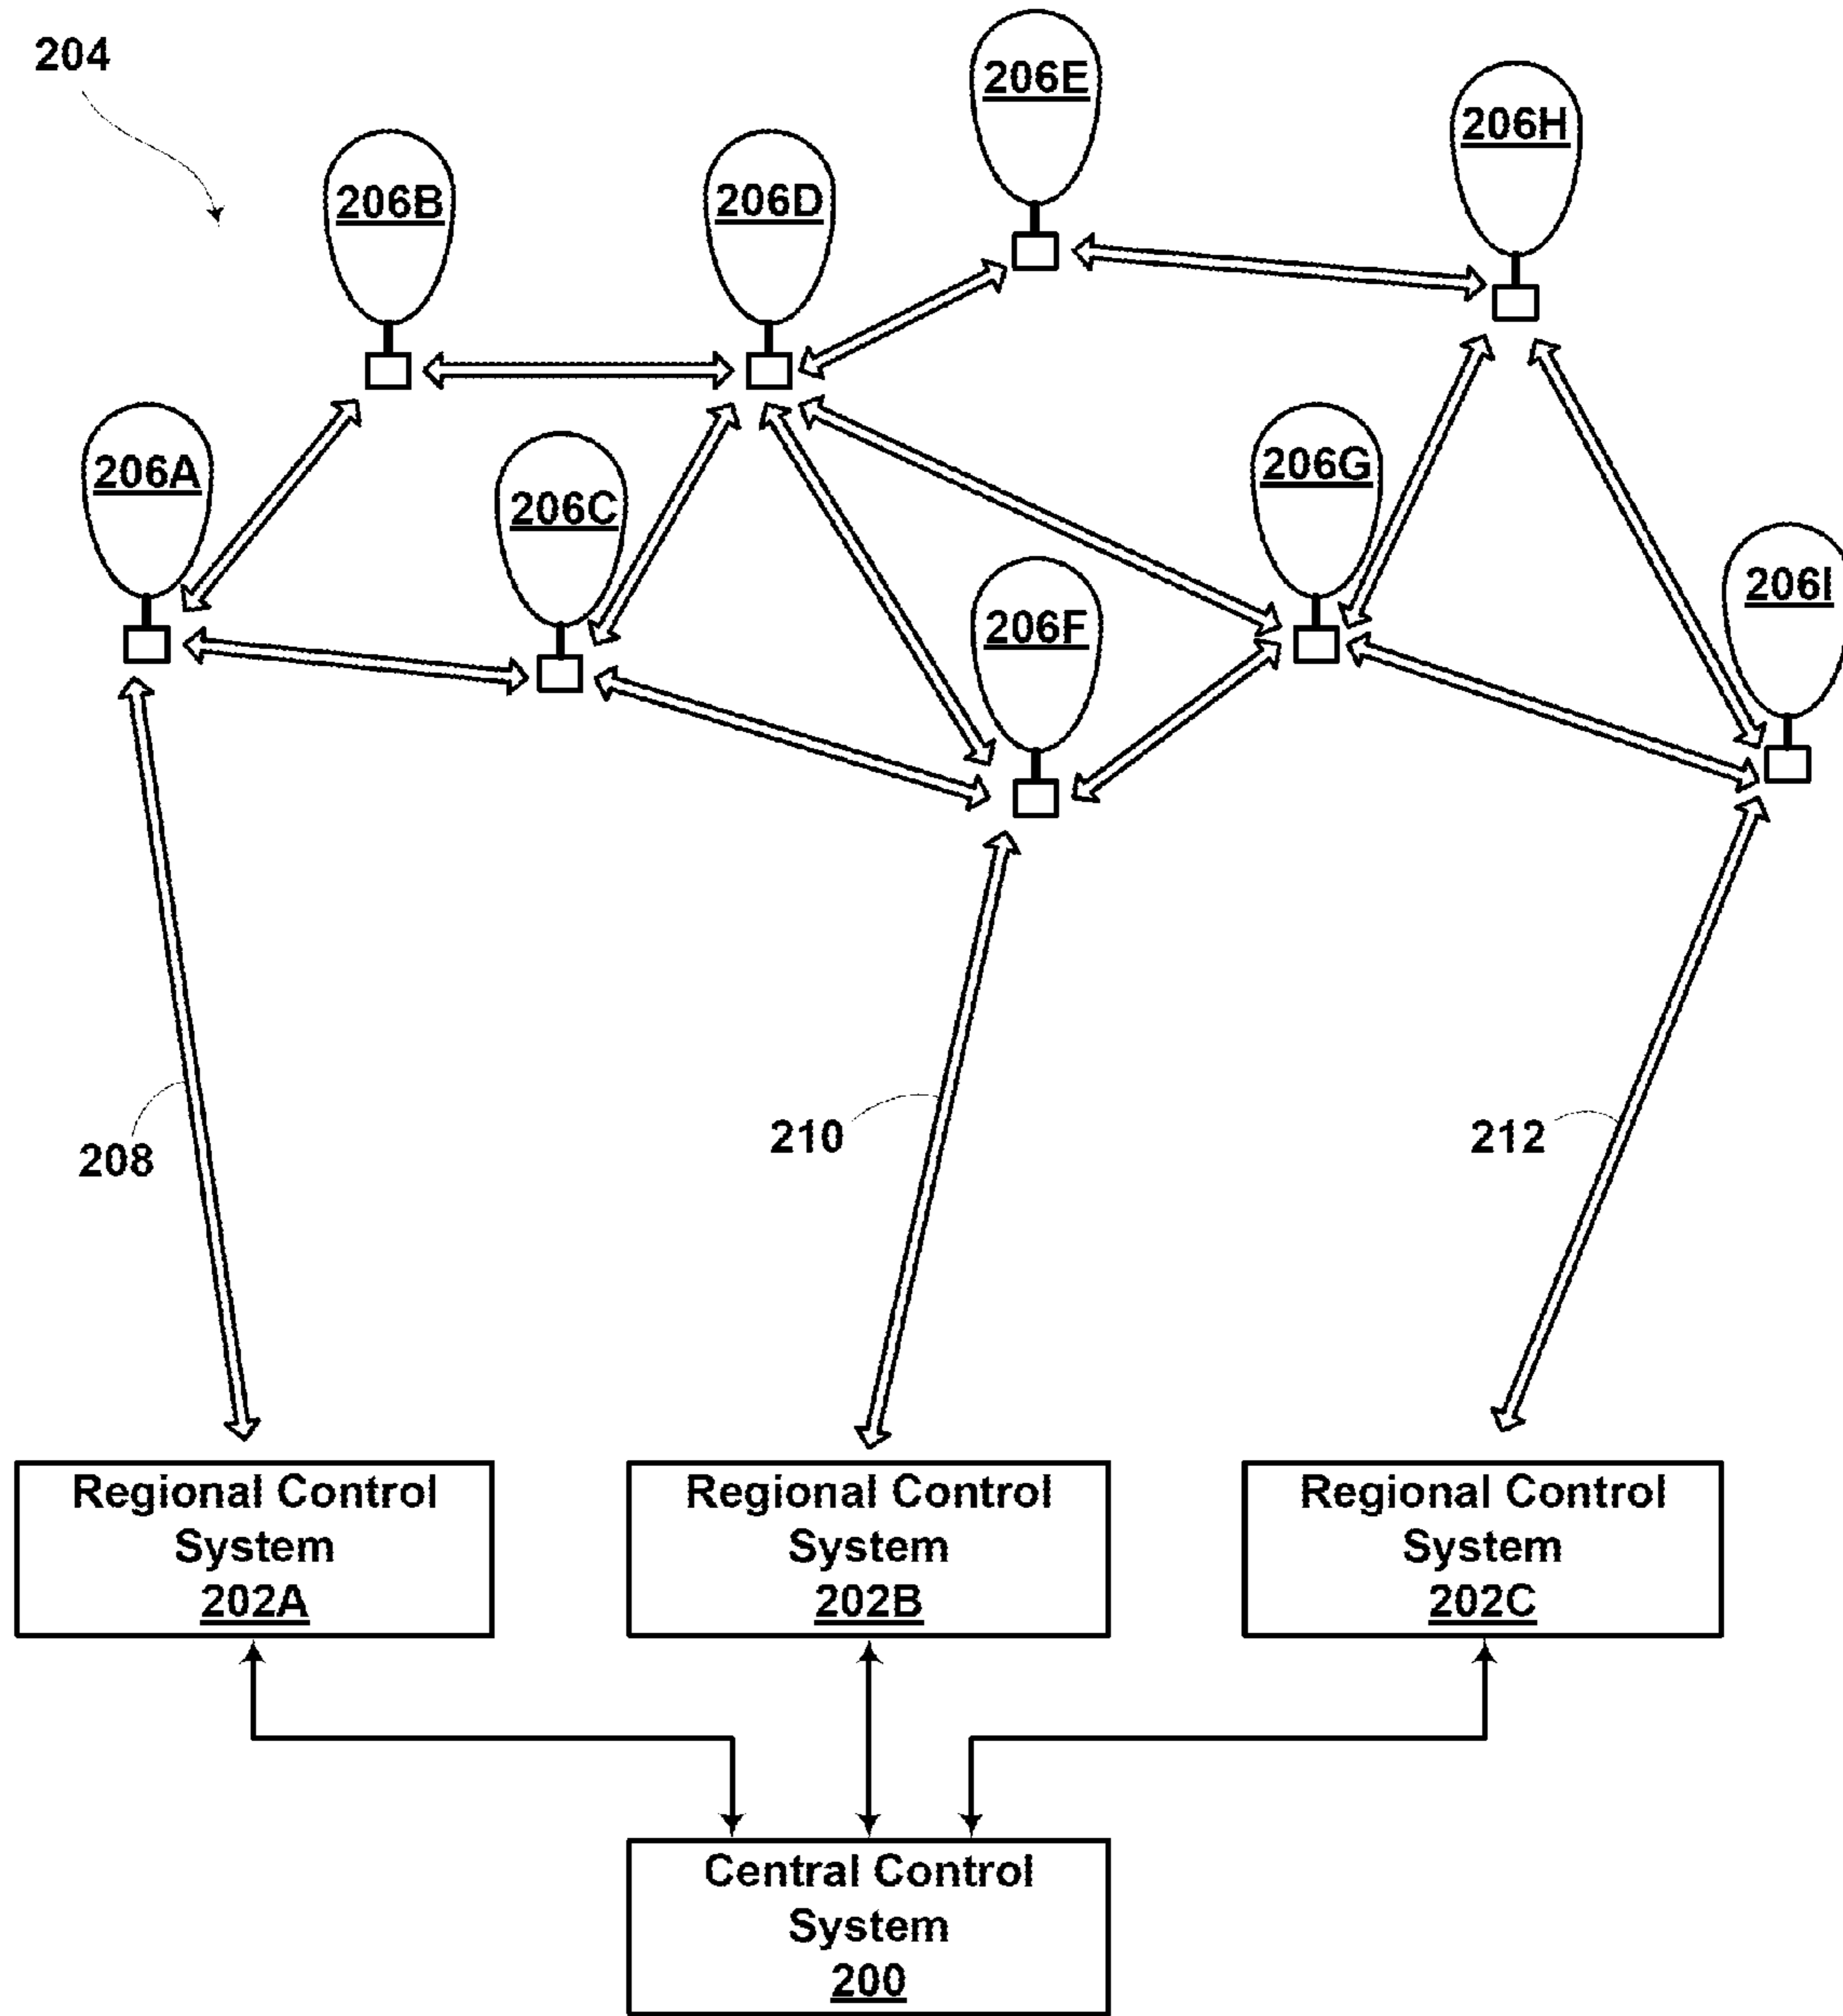 204
206E
206H
206B
206D
206A
206C
206G
206F
206I
208
210
212
Regional Control
System
202A
Regional Control
System
202B
Regional Control
System
202C
Central Control
System
200